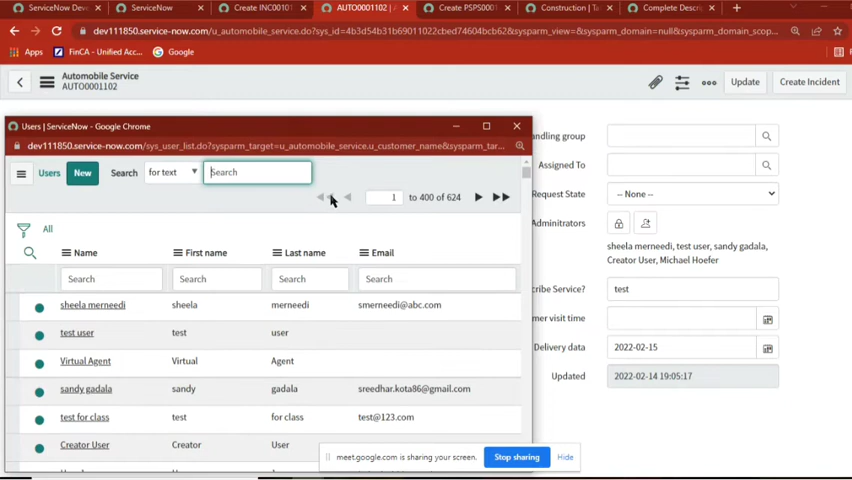 ServiceNow Deve
ServiceNow
Create INC00101
AUTO0001102 | A
Create PSPS0001
Construction | Ta
Complete Descri
dev111850.service-now.com/u_automobile_service.do?sys_id=4b3d54b31b69011022cbed74604bcb62&sysparm_view=&sysparm_domain=null&sysparm_domain_scop...
Apps
FinCA - Unified Acc...
Google
Automobile Service
AUTO0001102
Update
Create Incident
Users | ServiceNow - Google Chrome
dev111850.service-now.com/sys_user_list.do?sysparm_target=u_automobile_service.u_customer_name&sysparm_tar...
Users
New
Search
for text
Search
1
to 400 of 624
All
Name
First name
Last name
Email
Search
Search
Search
Search
sheela merneedi
sheela
merneedi
smerneedi@abc.com
test user
test
user
Virtual Agent
Virtual
Agent
sandy gadala
sandy
gadala
sreedhar.kota86@gmail.com
test for class
test
for class
test@123.com
Creator User
Creator
User
andling group
Assigned To
Request State
-- None --
Adminitrators
sheela merneedi, test user, sandy gadala,
Creator User, Michael Hoefer
cribe Service?
test
mer visit time
Delivery data
2022-02-15
Updated
2022-02-14 19:05:17
meet.google.com is sharing your screen.
Stop sharing
Hide